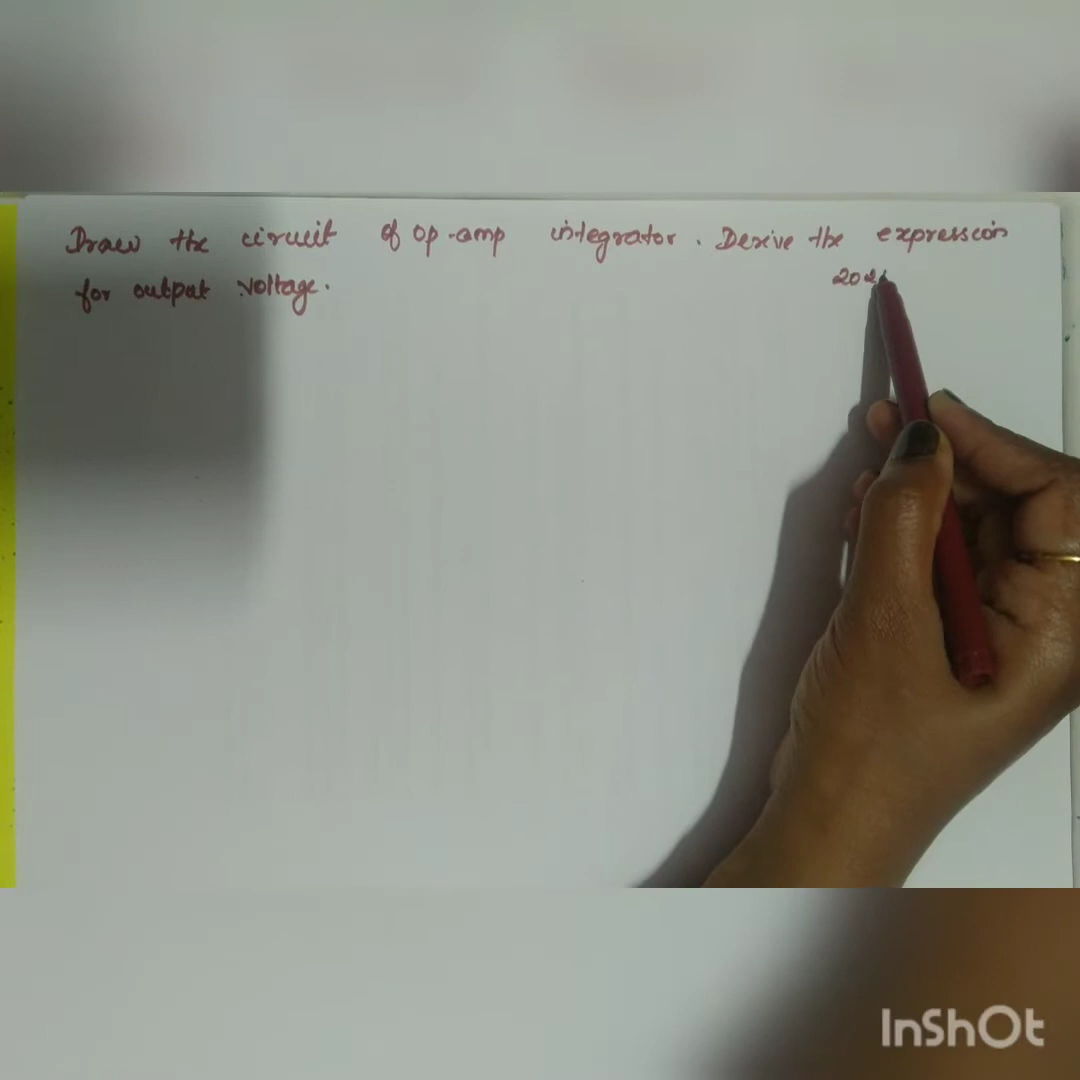 Draw the circuit of op-amp integrator. Derive the expression
for output voltage.
InShOt